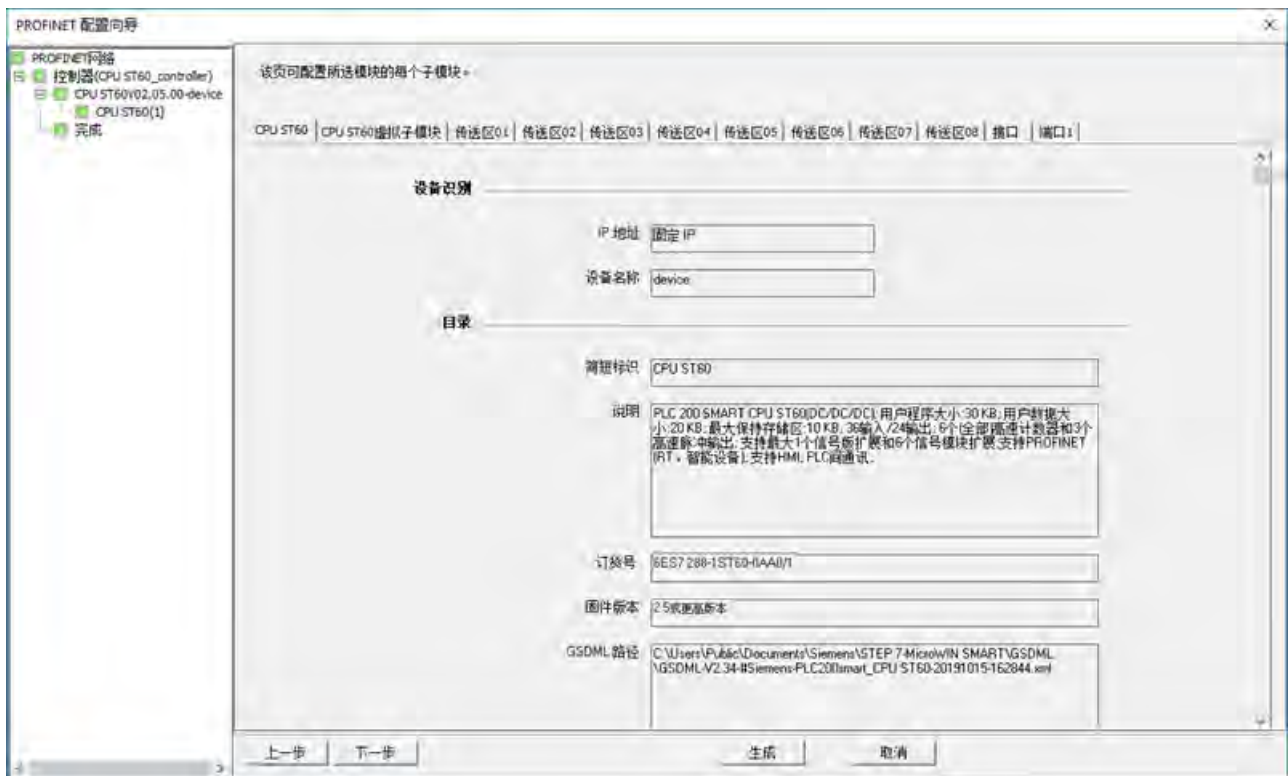 PROFINET 配置向导
PROFINET网络
控制器(CPU ST60_controller)
CPU ST60V02.05.00-device
CPU ST60(1)
完成
该页可配置所选模块的每个子模块。
CPU ST60 CPU ST60虚拟子模块 传送区01 传送区02 传送区03 传送区04 传送区05 传送区06 传送区07 传送区08 接口 端口1
设备识别
IP 地址 固定 IP
设备名称 device
目录
简短标识 CPU ST60
说明 PLC 200 SMART CPU ST60(DC/DC/DC); 用户程序大小:30 KB; 用户数据大
小:20 KB; 最大保持存储区:10 KB; 36输入 /24输出; 6个(全部)高速计数器和3个
高速脉冲输出; 支持最大1个信号版扩展和6个信号模块扩展;支持PROFINET
(RT，智能设备);支持HMI, PLC间通讯.
订货号 6ES7 288-1ST60-0AA0/1
固件版本 2.5或更高版本
GSDML 路径 C:\Users\Public\Documents\Siemens\STEP 7-MicroWIN SMART\GSDML
\GSDML-V2.34-#Siemens-PLC200smart_CPU ST60-20191015-162844.xml
上一步 下一步 生成 取消